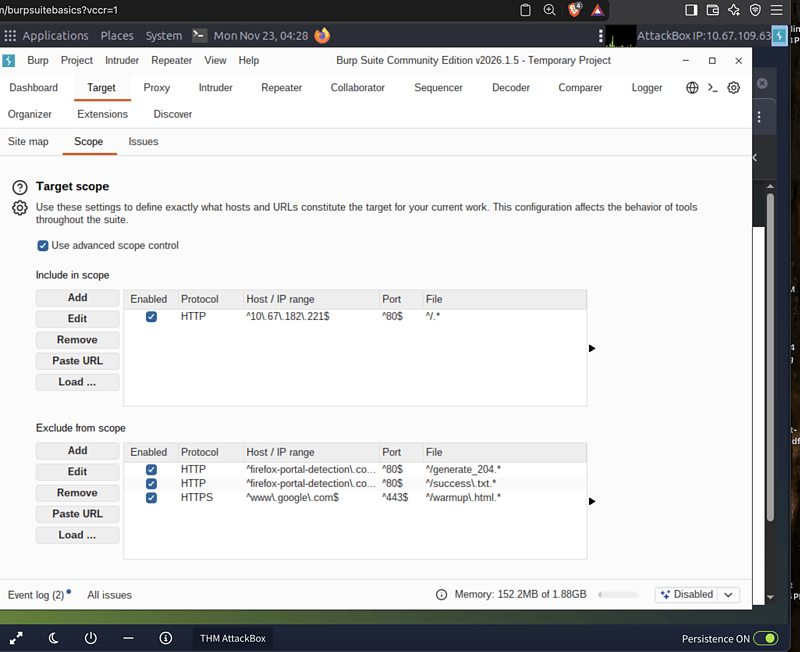 m/burpsuitebasics?vccr=1
Applications Places System Mon Nov 23, 04:28 AttackBox IP:10.67.109.63
Burp Project Intruder Repeater View Help Burp Suite Community Edition v2026.1.5 - Temporary Project
Dashboard Target Proxy Intruder Repeater Collaborator Sequencer Decoder Comparer Logger
Organizer Extensions Discover
Site map Scope Issues
Target scope
Use these settings to define exactly what hosts and URLs constitute the target for your current work. This configuration affects the behavior of tools
throughout the suite.
Use advanced scope control
Include in scope
Add
Edit
Remove
Paste URL
Load ...
Enabled Protocol Host / IP range Port File
HTTP ^10\.67\.182\.221$ ^80$ ^/.*
Exclude from scope
Add
Edit
Remove
Paste URL
Load ...
Enabled Protocol Host / IP range Port File
HTTP ^firefox-portal-detection\.co... ^80$ ^/generate_204.*
HTTP ^firefox-portal-detection\.co... ^80$ ^/success\.txt.*
HTTPS ^www\.google\.com$ ^443$ ^/warmup\.html.*
Event log (2) All issues Memory: 152.2MB of 1.88GB Disabled
THM AttackBox Persistence ON